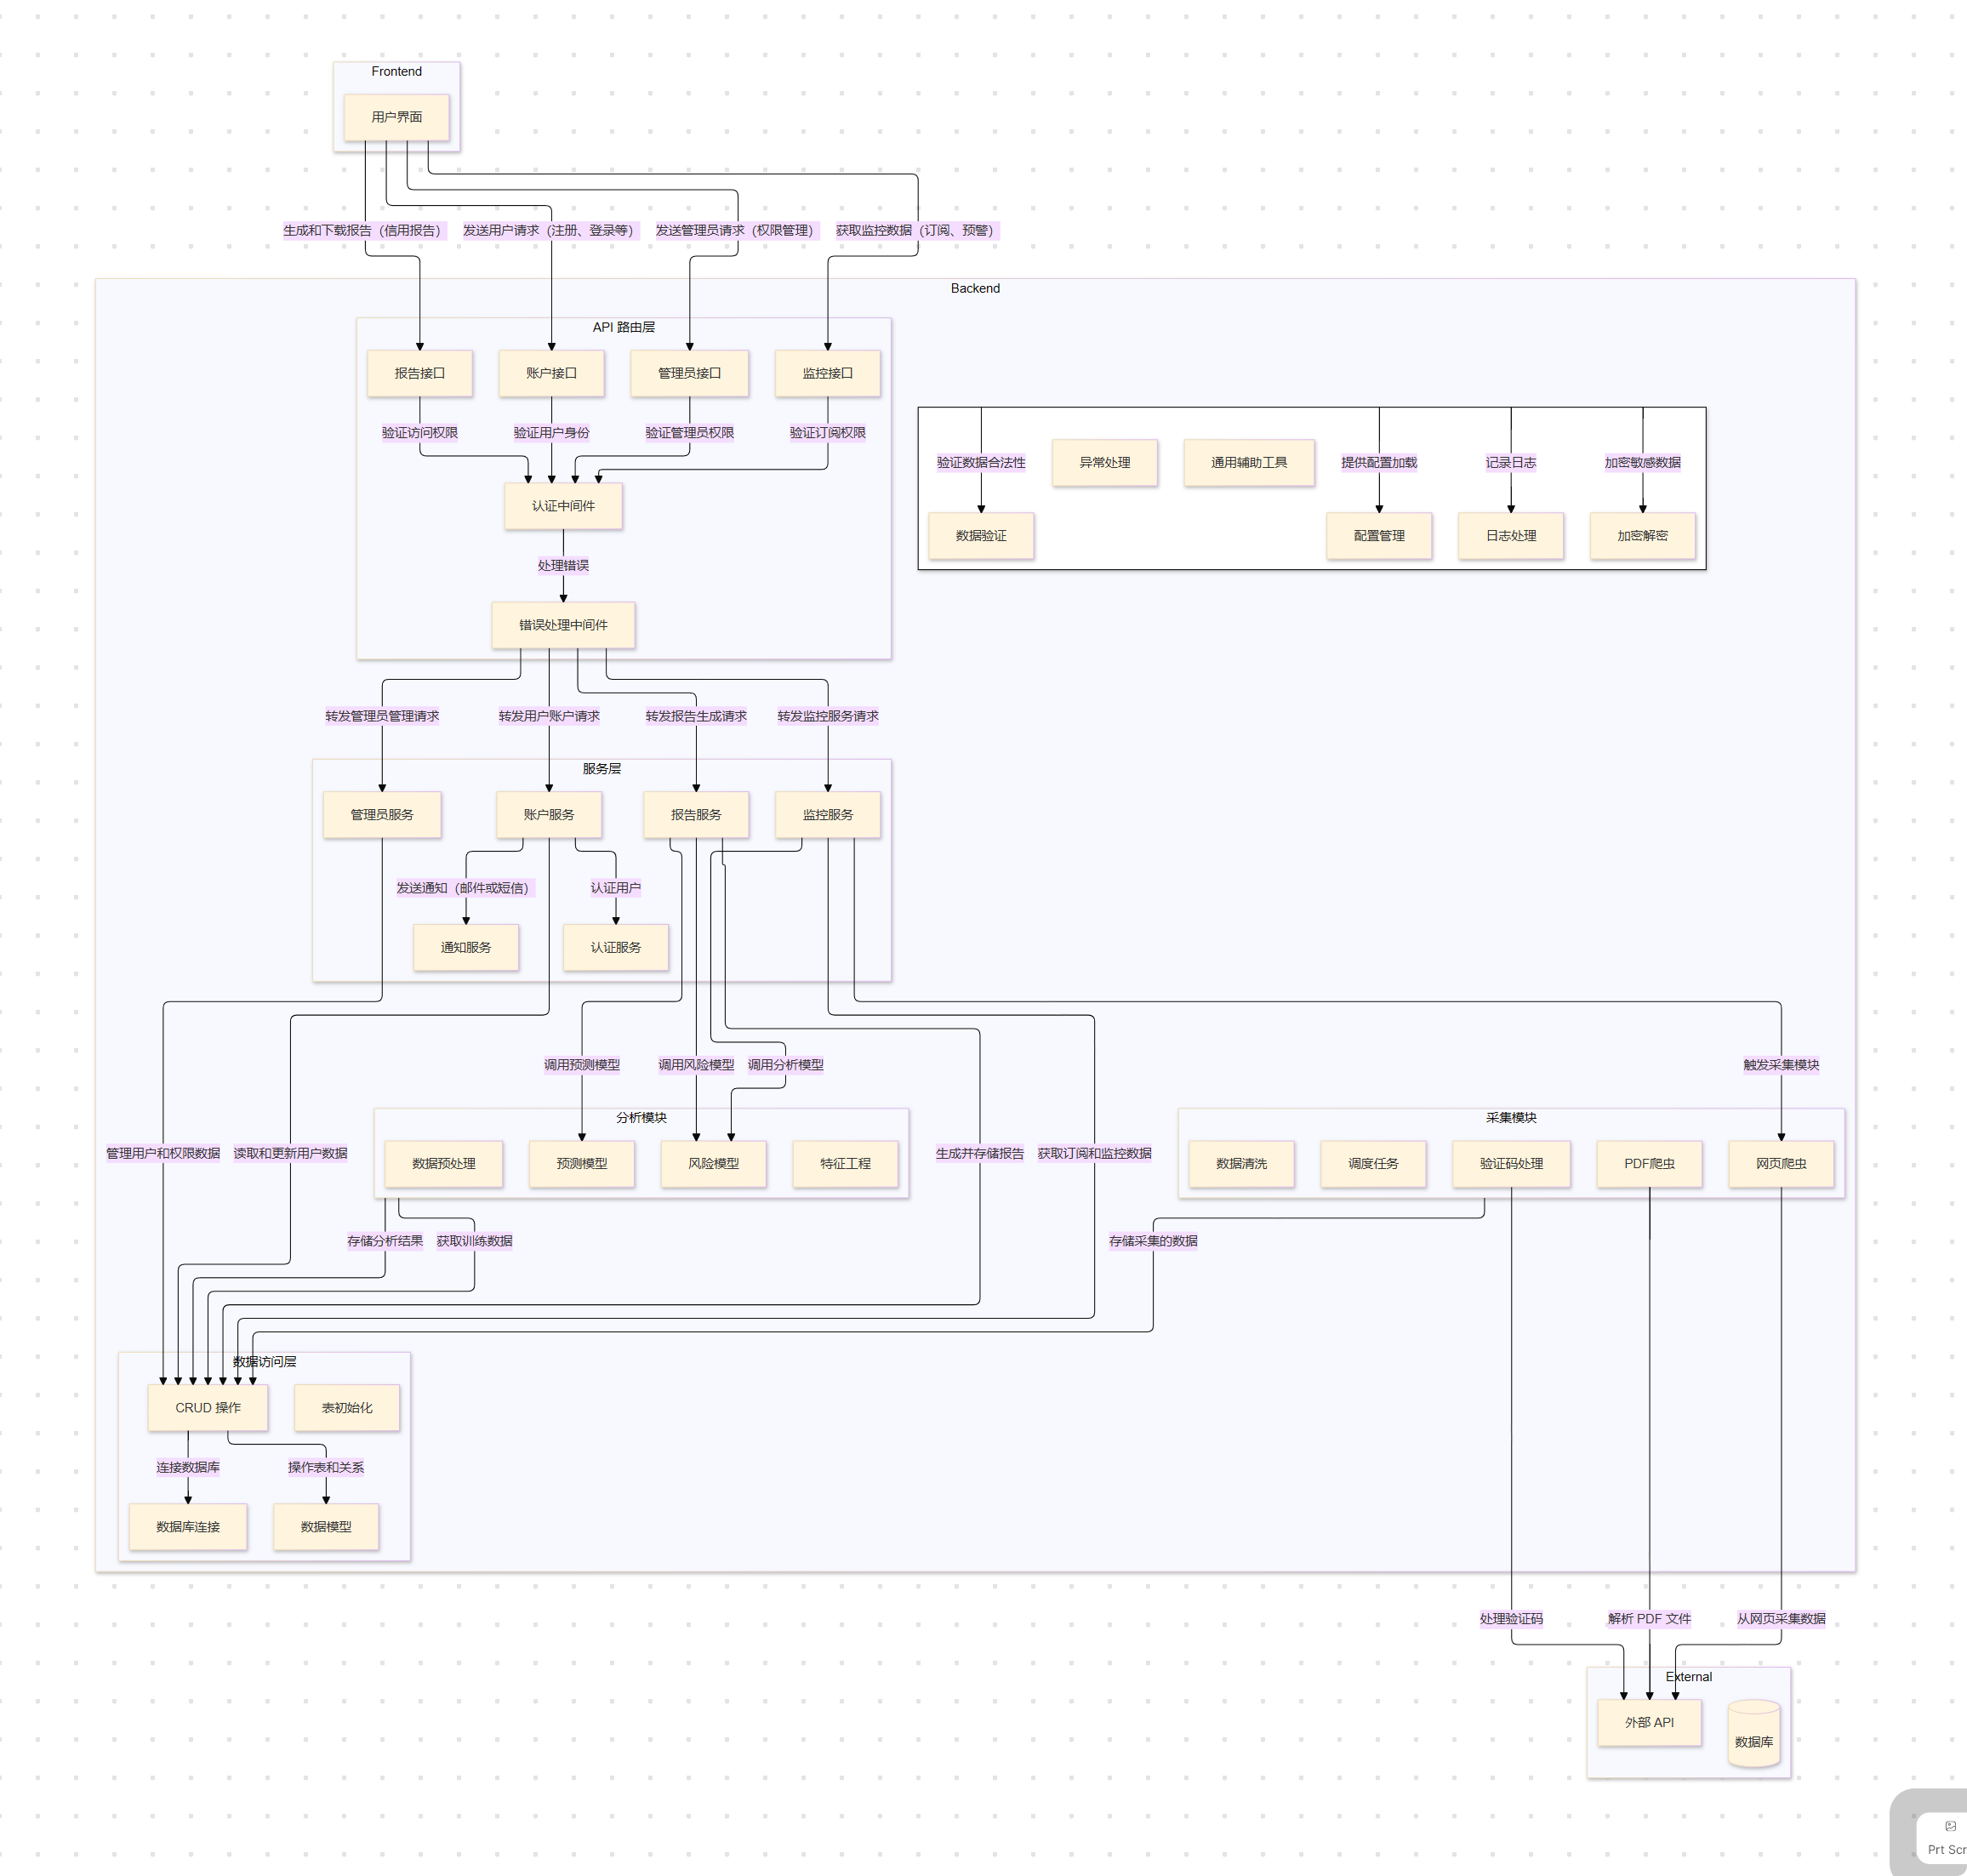 Frontend
用户界面
生成和下载报告（信用报告）
发送用户请求（注册、登录等）
发送管理员请求（权限管理）
获取监控数据（订阅、预警）
Backend
API 路由层
报告接口
账户接口
管理员接口
监控接口
验证访问权限
验证用户身份
验证管理员权限
验证订阅权限
认证中间件
处理错误
错误处理中间件
验证数据合法性
异常处理
通用辅助工具
提供配置加载
记录日志
加密敏感数据
数据验证
配置管理
日志处理
加密解密
转发管理员管理请求
转发用户账户请求
转发报告生成请求
转发监控服务请求
服务层
管理员服务
账户服务
报告服务
监控服务
发送通知（邮件或短信）
认证用户
通知服务
认证服务
调用预测模型
调用风险模型
调用分析模型
触发采集模块
管理用户和权限数据
读取和更新用户数据
分析模块
数据预处理
预测模型
风险模型
特征工程
生成并存储报告
获取订阅和监控数据
采集模块
数据清洗
调度任务
验证码处理
PDF爬虫
网页爬虫
存储分析结果
获取训练数据
存储采集的数据
数据访问层
CRUD 操作
表初始化
连接数据库
操作表和关系
数据库连接
数据模型
处理验证码
解析 PDF 文件
从网页采集数据
External
外部 API
数据库
Prt Scr